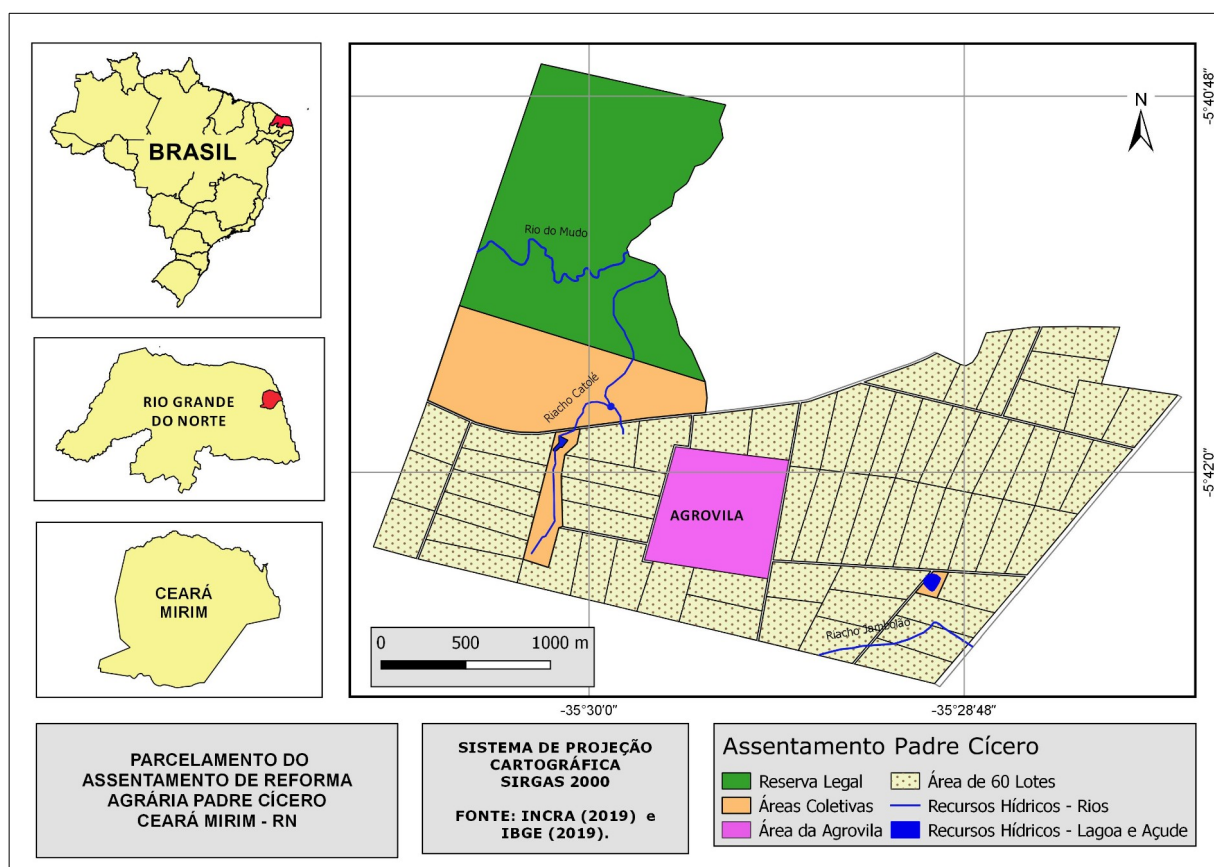 BRASIL
RIO GRANDE
DO NORTE
CEARÁ
MIRIM
N
-5°40'48"
-5°42'0"
-35°30'0"
-35°28'48"
Rio do Mudo
Riacho Catolé
AGROVILA
Riacho Jambolão
0 500 1000 m
PARCELAMENTO DO
ASSENTAMENTO DE REFORMA
AGRÁRIA PADRE CÍCERO
CEARÁ MIRIM - RN
SISTEMA DE PROJEÇÃO
CARTOGRÁFICA
SIRGAS 2000
FONTE: INCRA (2019) e
IBGE (2019).
Assentamento Padre Cícero
Reserva Legal
Áreas Coletivas
Área da Agrovila
Área de 60 Lotes
Recursos Hídricos - Rios
Recursos Hídricos - Lagoa e Açude